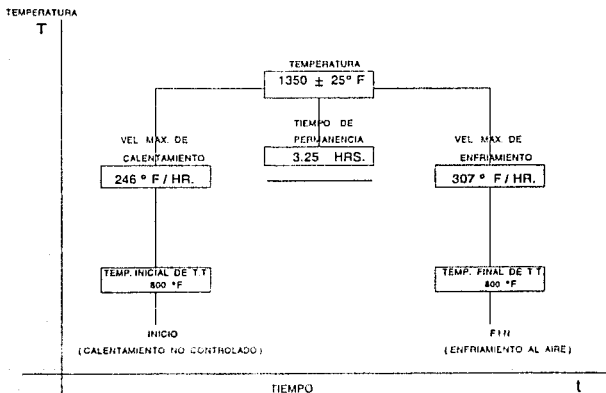 TEMPERATURA
T
TEMPERATURA
1350 ± 25° F
TIEMPO DE
PERMANENCIA
3.25 HRS.
VEL MAX. DE
CALENTAMIENTO
246 ° F / HR.
VEL MAX. DE
ENFRIAMIENTO
307 ° F / HR.
TEMP. INICIAL DE T.T.
800 °F
TEMP. FINAL DE T.T.
800 °F
INICIO
(CALENTAMIENTO NO CONTROLADO)
FIN
(ENFRIAMIENTO AL AIRE)
TIEMPO
t